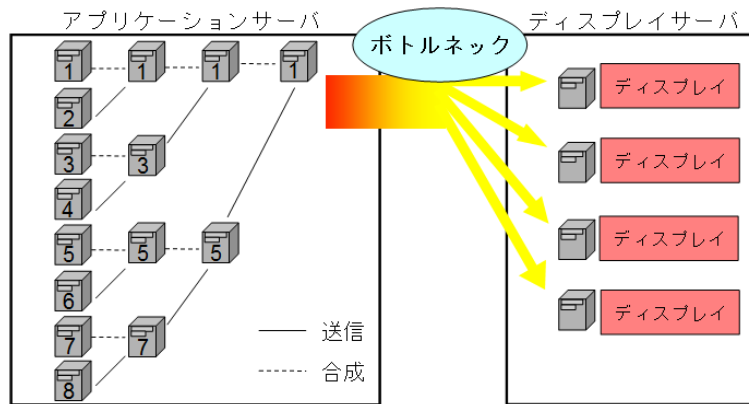 アプリケーションサーバ
ボトルネック
ディスプレイサーバ
1 1 1 1
2
3 3
4
5 5 5
6
7 7
8
送信
合成
ディスプレイ
ディスプレイ
ディスプレイ
ディスプレイ